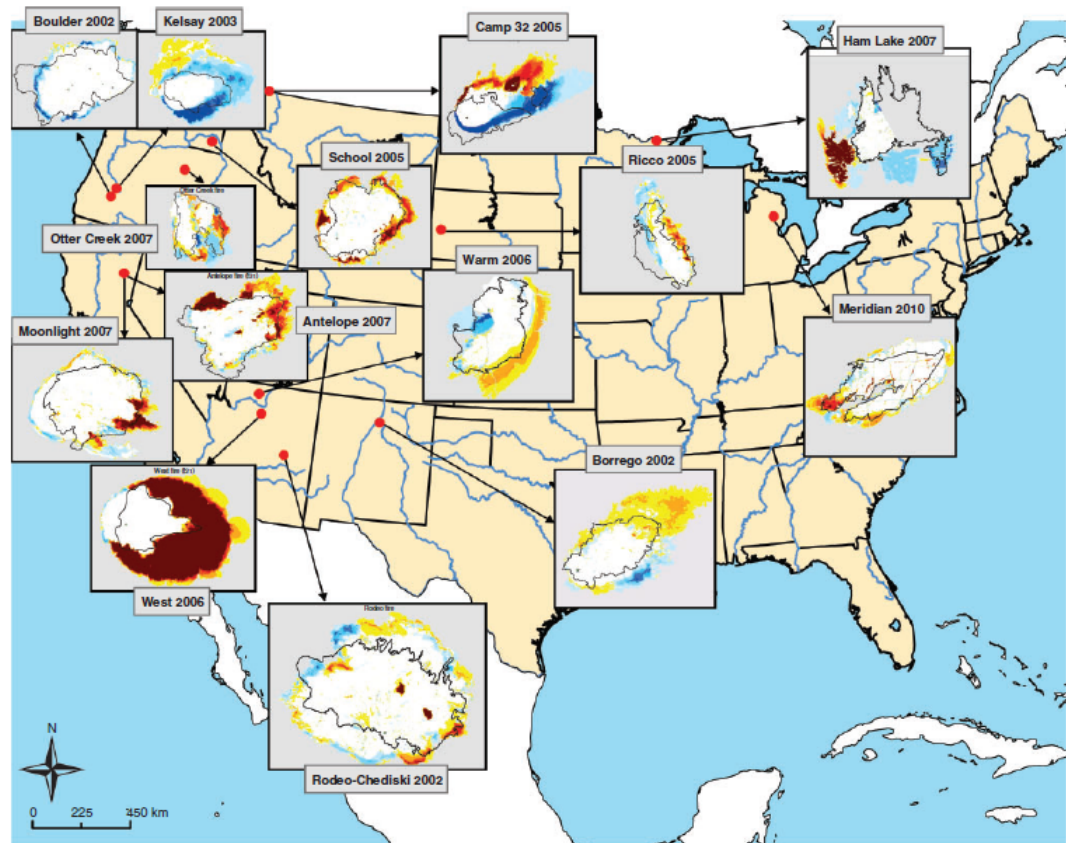 Boulder 2002
Kelsay 2003
Camp 32 2005
Ham Lake 2007
School 2005
Ricco 2005
Otter Creek fire
Otter Creek 2007
Warm 2006
Antelope fire (Err)
Antelope 2007
Meridian 2010
Moonlight 2007
Borrego 2002
West fire (Err)
West 2006
Rodeo fire
Rodeo-Chediski 2002
N
0 225 450 km